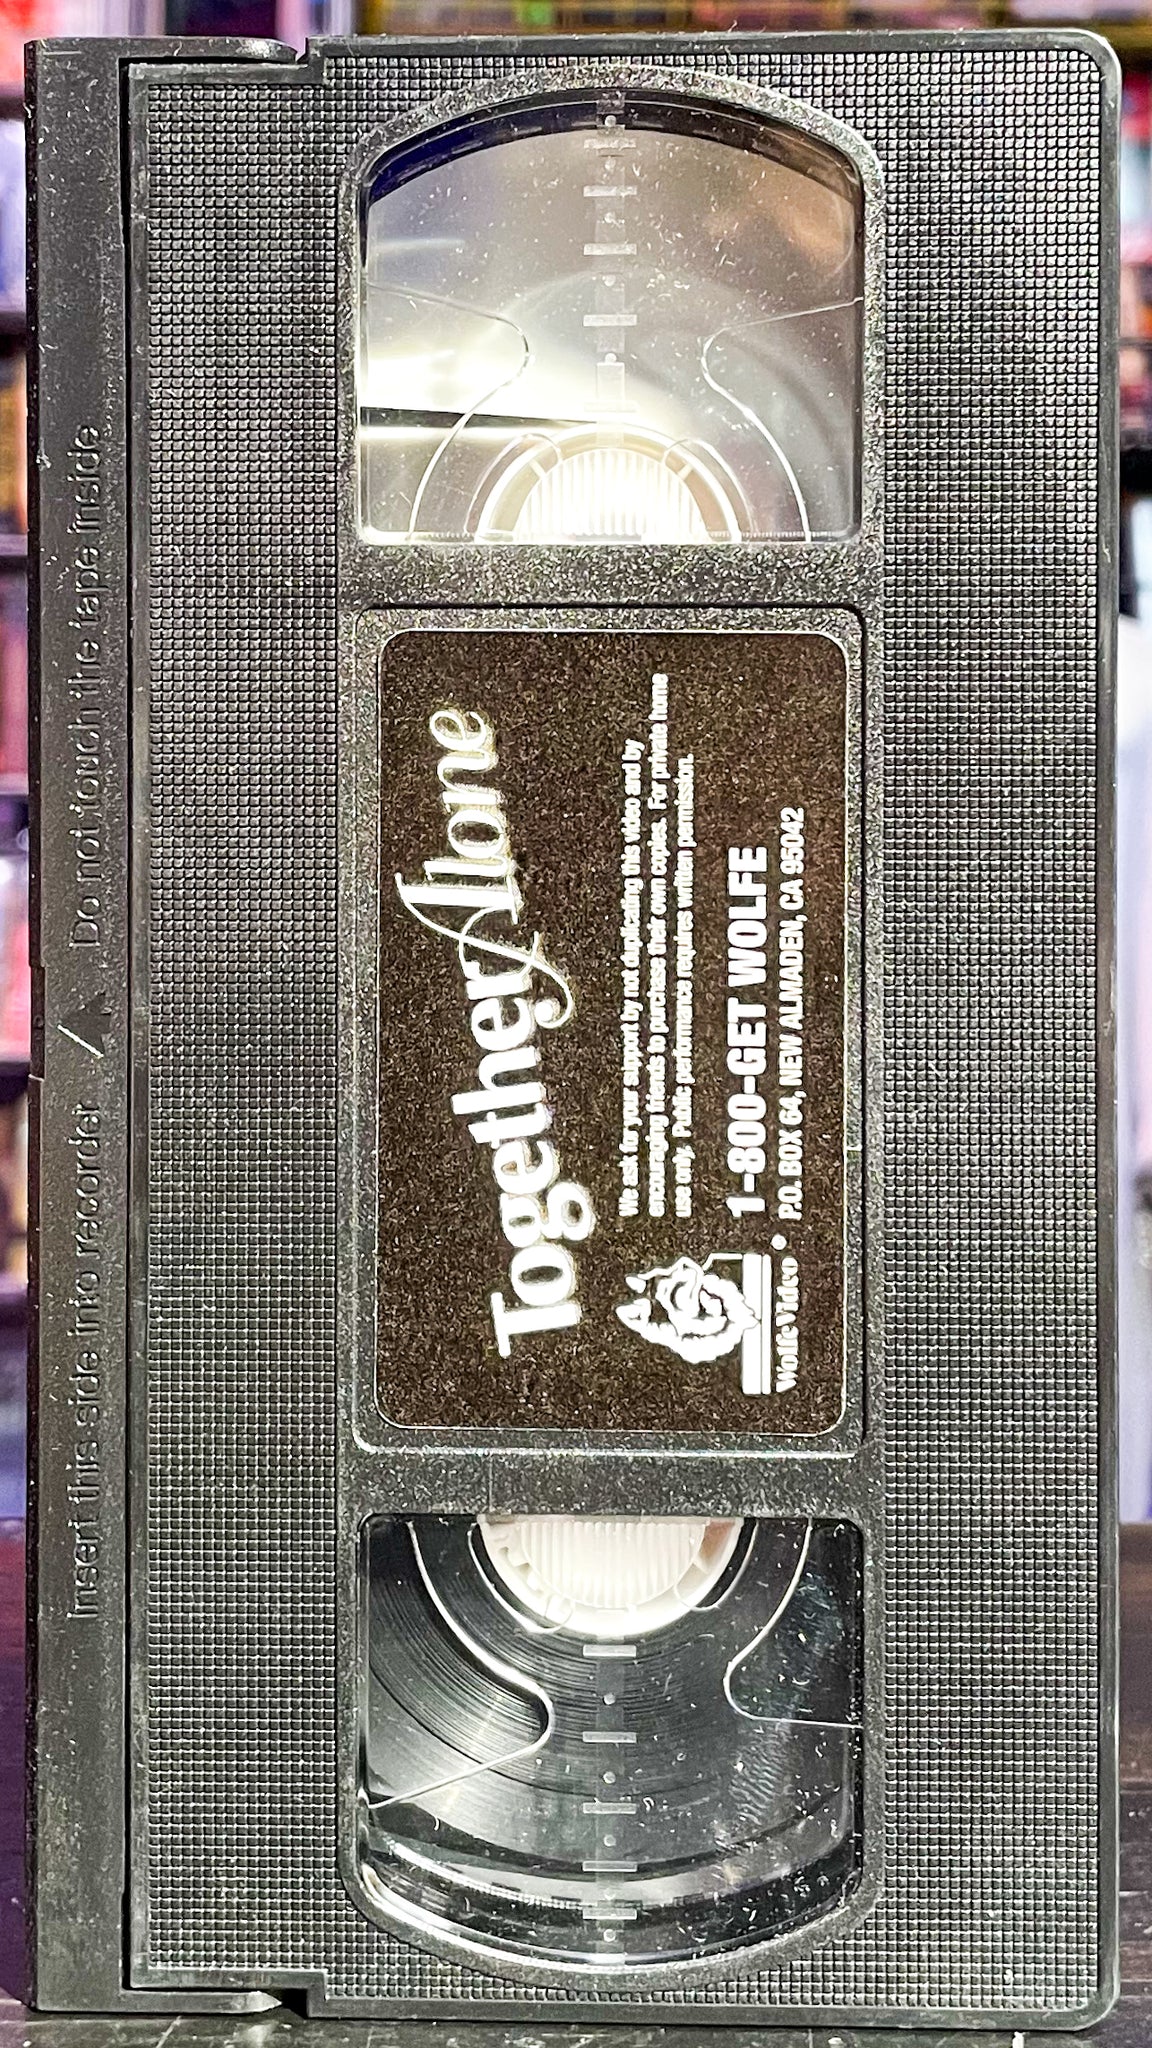 Insert this side into recorder
Do not touch the tape inside
Together Alone
We ask for your support by not duplicating this video and by
encouraging friends to purchase their own copies. For private home
use only. Public performance requires written permission.
1-800-GET WOLFE
P.O. BOX 64, NEW ALMADEN, CA 95042
Wolfe Video ®